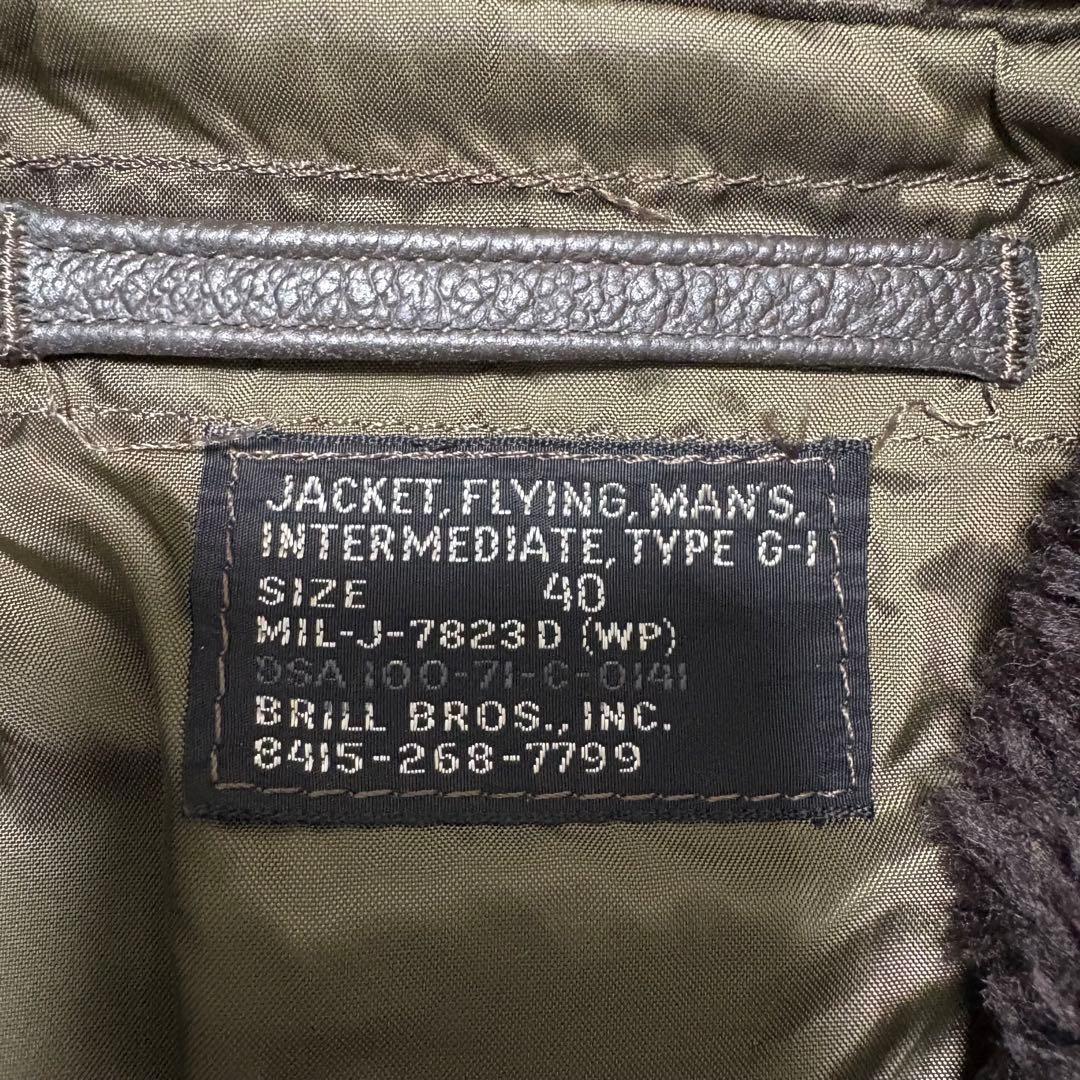 JACKET, FLYING, MAN'S,
INTERMEDIATE, TYPE G-1
SIZE 40
MIL-J-7823D (WP)
DSA 100-71-C-0141
BRILL BROS., INC.
8415-268-7799